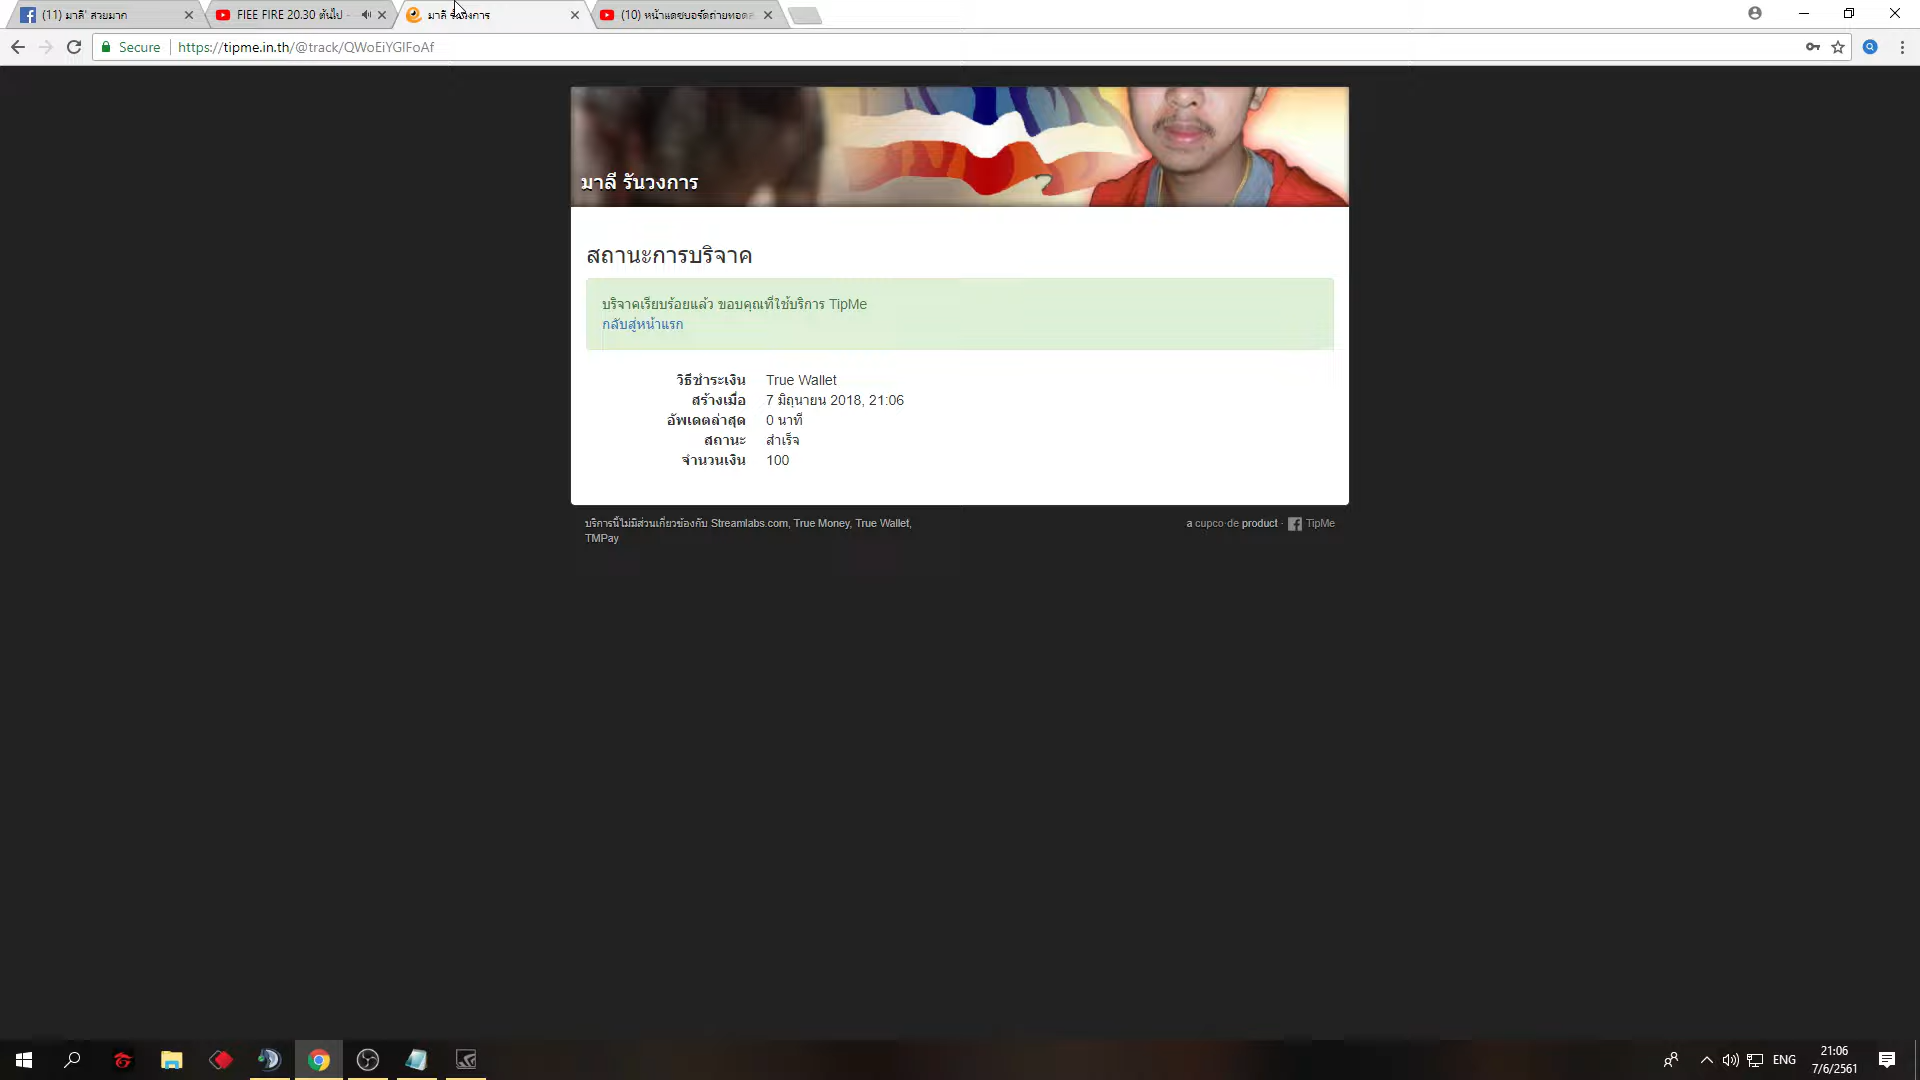 (11) มาลี' สวยมาก
FIEE FIRE 20.30 ต้นไป
มาลี รันวงการ
(10) หน้าแดชบอร์ดถ่ายทอดส
Secure
https://tipme.in.th/@track/QWoEiYGlFoAf
มาลี รันวงการ
สถานะการบริจาค
บริจาคเรียบร้อยแล้ว ขอบคุณที่ใช้บริการ TipMe
กลับสู่หน้าแรก
วิธีชำระเงิน True Wallet
สร้างเมื่อ 7 มิถุนายน 2018, 21:06
อัพเดตล่าสุด 0 นาที
สถานะ สำเร็จ
จำนวนเงิน 100
บริการนี้ไม่มีส่วนเกี่ยวข้องกับ Streamlabs.com, True Money, True Wallet,
TMPay
a cupco·de product · TipMe
ENG
21:06
7/6/2561